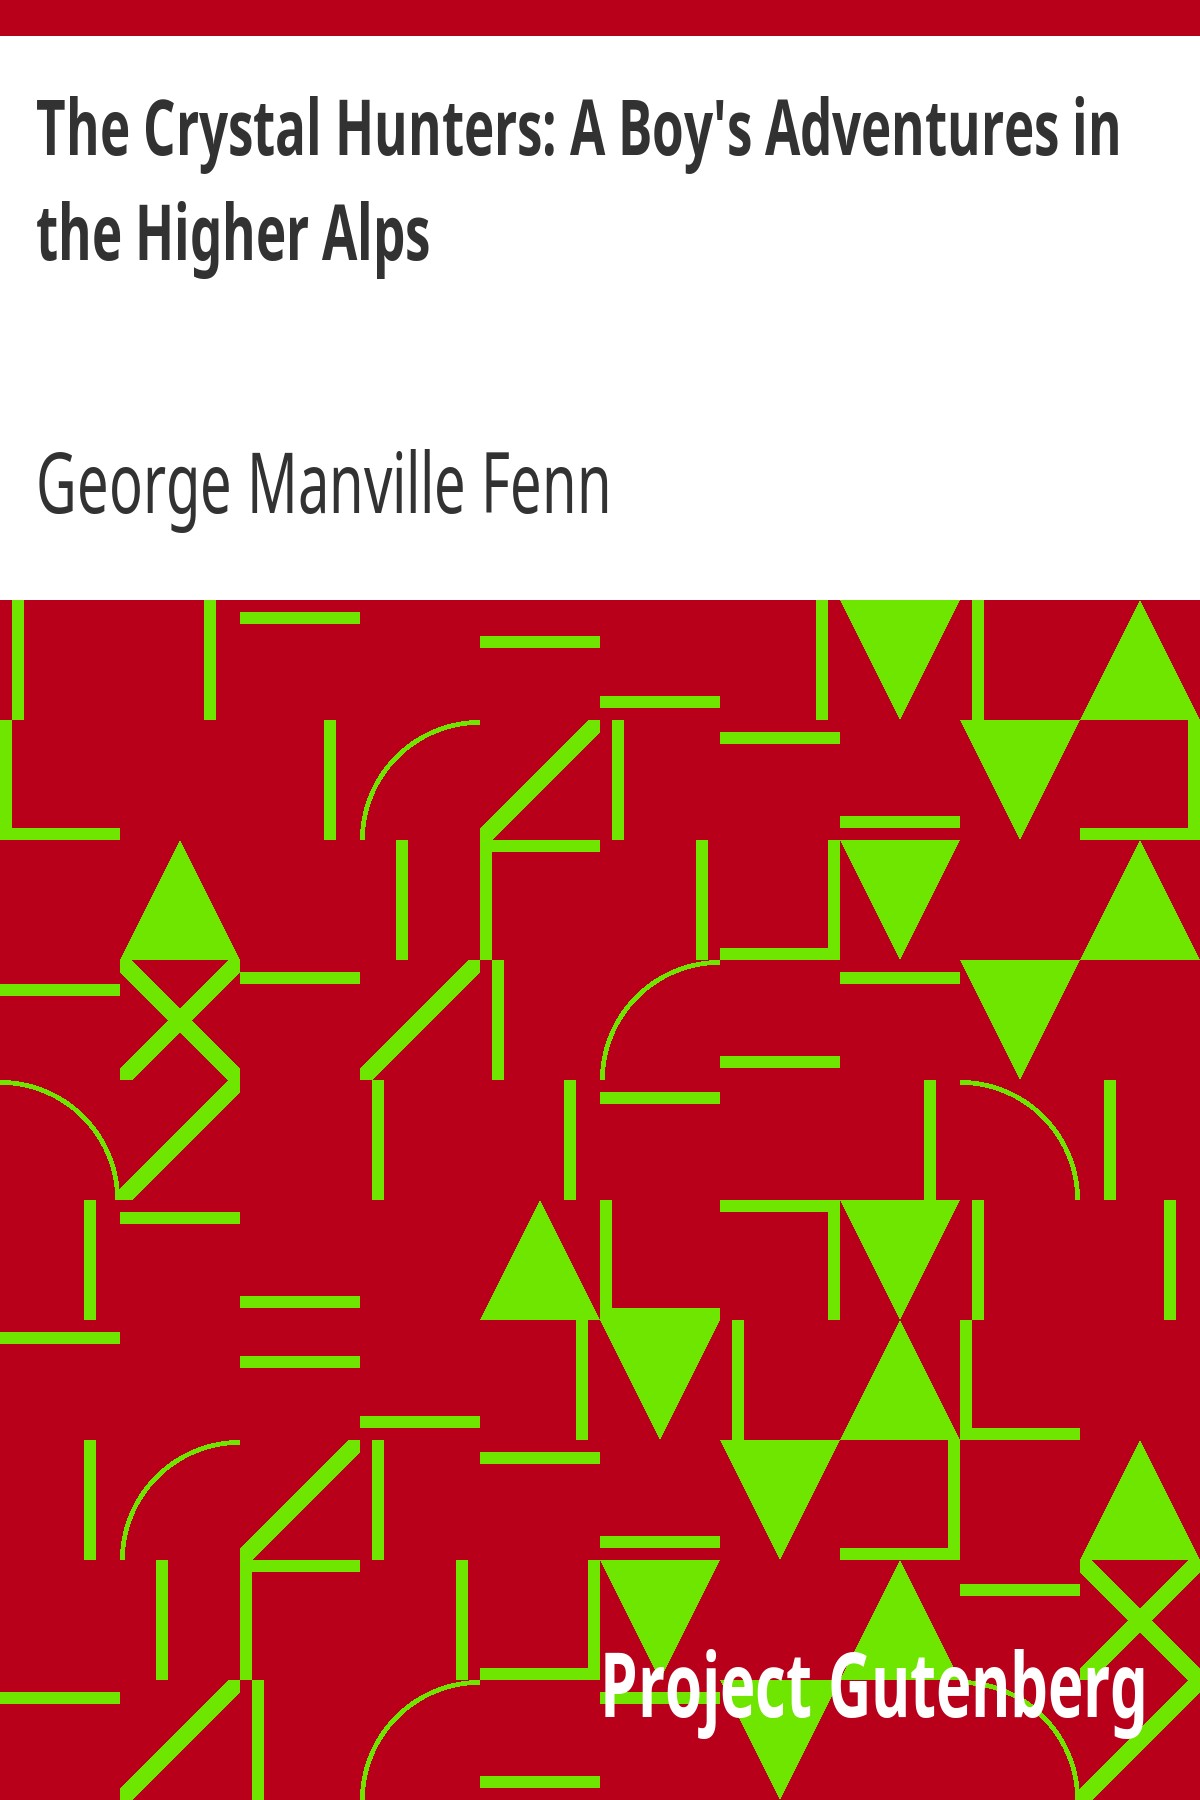 The Crystal Hunters: A Boy's Adventures in
the Higher Alps
George Manville Fenn
Project Gutenberg